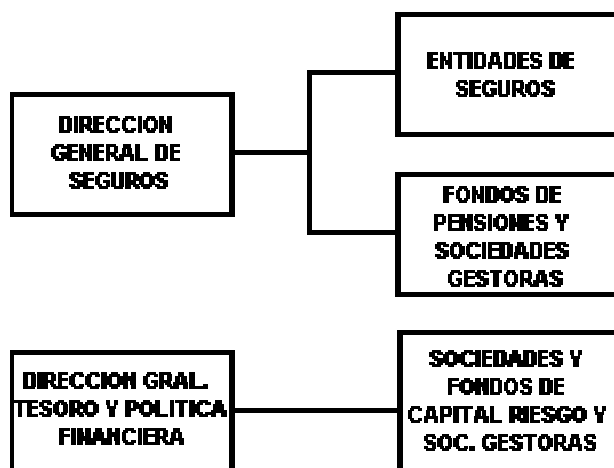 DIRECCION
GENERAL DE
SEGUROS
ENTIDADES DE
SEGUROS
FONDOS DE
PENSIONES Y
SOCIEDADES
GESTORAS
DIRECCION GRAL.
TESORO Y POLITICA
FINANCIERA
SOCIEDADES Y
FONDOS DE
CAPITAL RIESGO Y
SOC. GESTORAS